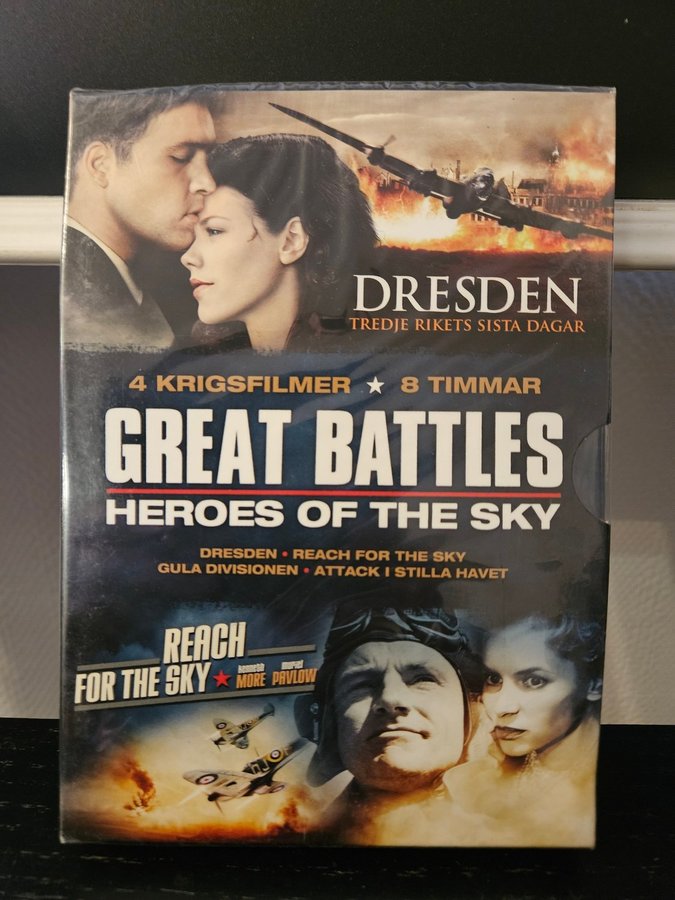 DRESDEN
TREDJE RIKETS SISTA DAGAR
4 KRIGSFILMER ★ 8 TIMMAR
GREAT BATTLES
HEROES OF THE SKY
DRESDEN • REACH FOR THE SKY
GULA DIVISIONEN • ATTACK I STILLA HAVET
REACH
FOR THE SKY ★ kenneth MORE muriel PAVLOW